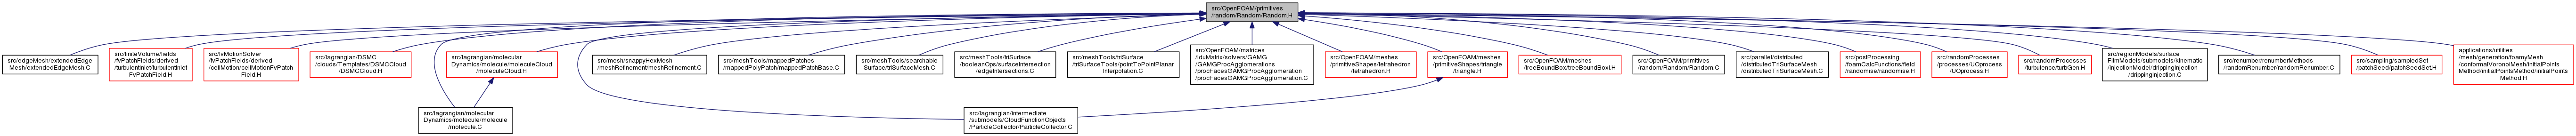 src/OpenFOAM/primitives
/random/Random/Random.H
src/edgeMesh/extendedEdge
Mesh/extendedEdgeMesh.C
src/finiteVolume/fields
/fvPatchFields/derived
/turbulentInlet/turbulentInlet
FvPatchField.H
src/fvMotionSolver
/fvPatchFields/derived
/cellMotion/cellMotionFvPatch
Field.H
src/lagrangian/DSMC
/clouds/Templates/DSMCCloud
/DSMCCloud.H
src/lagrangian/molecular
Dynamics/molecule/moleculeCloud
/moleculeCloud.H
src/mesh/snappyHexMesh
/meshRefinement/meshRefinement.C
src/meshTools/mappedPatches
/mappedPolyPatch/mappedPatchBase.C
src/meshTools/searchable
Surface/triSurfaceMesh.C
src/meshTools/triSurface
/booleanOps/surfaceIntersection
/edgeIntersections.C
src/meshTools/triSurface
/triSurfaceTools/pointToPointPlanar
Interpolation.C
src/OpenFOAM/matrices
/lduMatrix/solvers/GAMG
/GAMGProcAgglomerations
/procFacesGAMGProcAgglomeration
/procFacesGAMGProcAgglomeration.C
src/OpenFOAM/meshes
/primitiveShapes/tetrahedron
/tetrahedron.H
src/OpenFOAM/meshes
/primitiveShapes/triangle
/triangle.H
src/OpenFOAM/meshes
/treeBoundBox/treeBoundBoxI.H
src/OpenFOAM/primitives
/random/Random/Random.C
src/parallel/distributed
/distributedTriSurfaceMesh
/distributedTriSurfaceMesh.C
src/postProcessing
/foamCalcFunctions/field
/randomise/randomise.H
src/randomProcesses
/processes/UOprocess
/UOprocess.H
src/randomProcesses
/turbulence/turbGen.H
src/regionModels/surface
FilmModels/submodels/kinematic
/injectionModel/drippingInjection
/drippingInjection.C
src/renumber/renumberMethods
/randomRenumber/randomRenumber.C
src/sampling/sampledSet
/patchSeed/patchSeedSet.H
applications/utilities
/mesh/generation/foamyMesh
/conformalVoronoiMesh/initialPoints
Method/initialPointsMethod/initialPoints
Method.H
src/lagrangian/molecular
Dynamics/molecule/molecule
/molecule.C
src/lagrangian/intermediate
/submodels/CloudFunctionObjects
/ParticleCollector/ParticleCollector.C